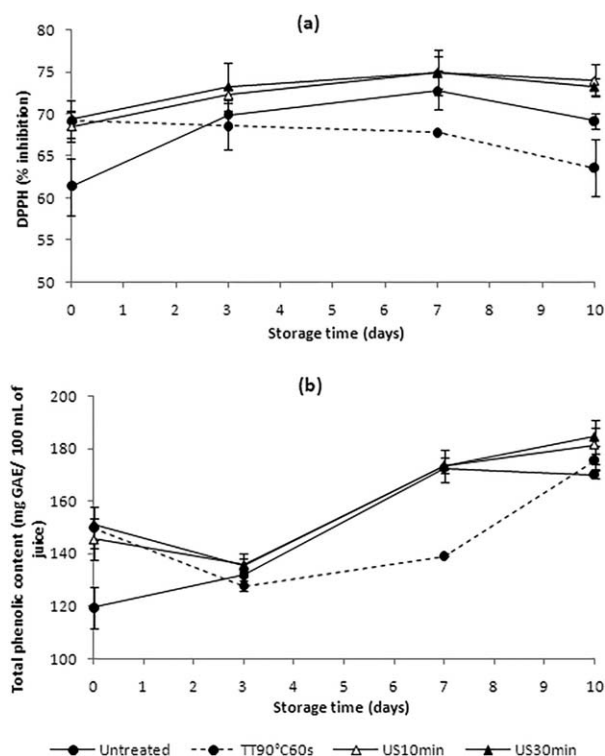 (a)
80
75
70
65
60
55
50
DPPH (% inhibition)
0 1 2 3 4 5 6 7 8 9 10
Storage time (days)
(b)
200
180
160
140
120
100
Total phenolic content (mg GAE/ 100 mL of
juice)
0 1 2 3 4 5 6 7 8 9 10
Storage time (days)
Untreated TT90°C60s US10min US30min